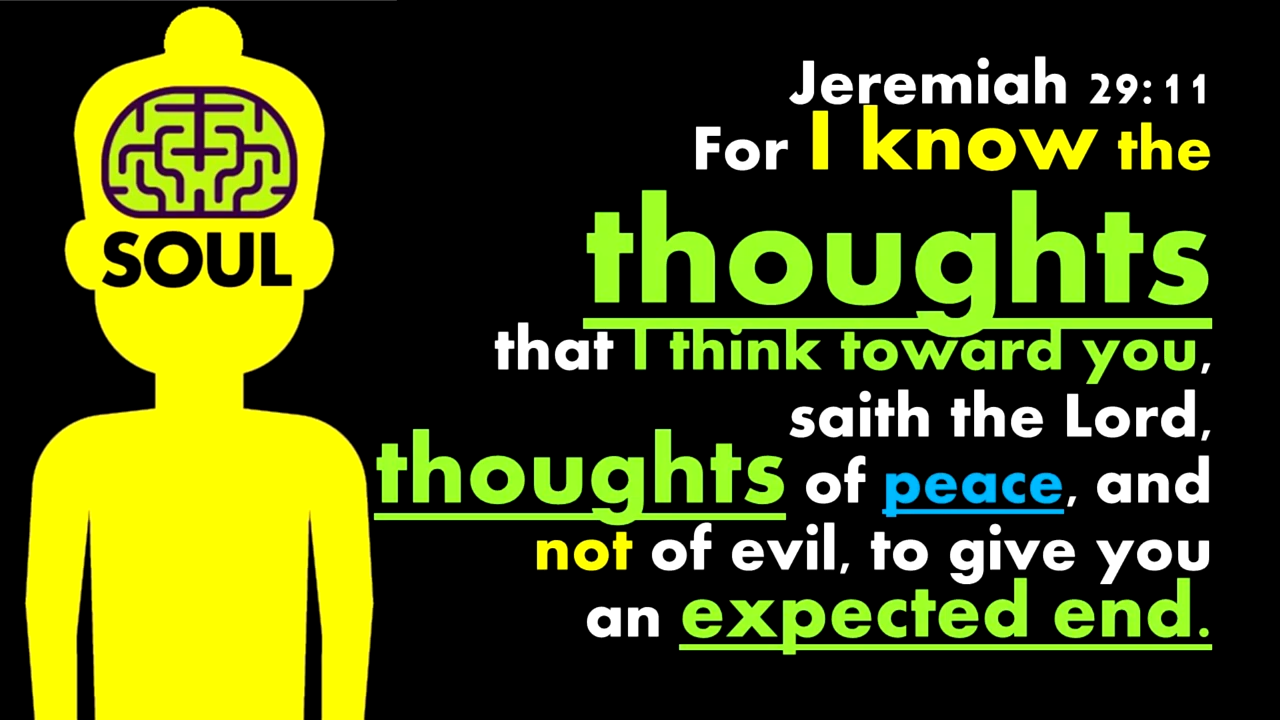 SOUL
Jeremiah 29:11
For I know the
thoughts
that I think toward you,
saith the Lord,
thoughts of peace, and
not of evil, to give you
an expected end.